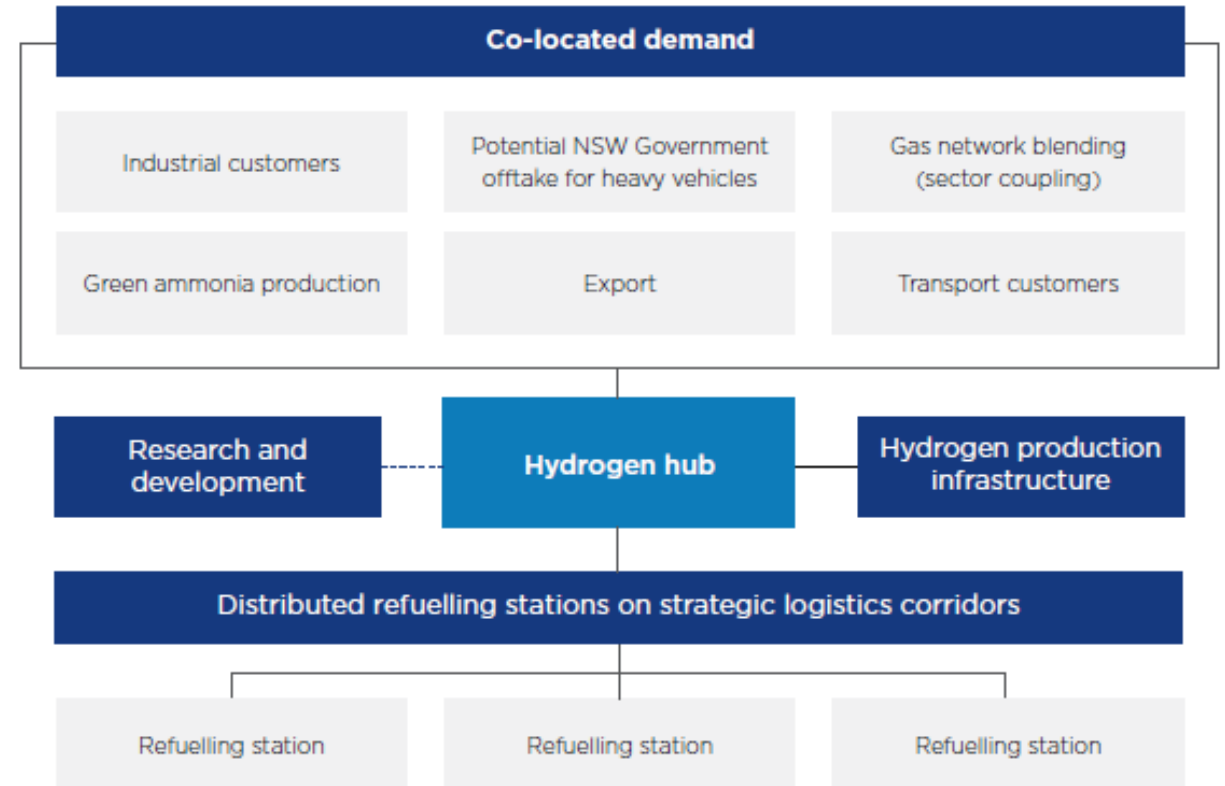 Co-located demand
Industrial customers
Potential NSW Government
offtake for heavy vehicles
Gas network blending
(sector coupling)
Green ammonia production
Export
Transport customers
Research and
development
Hydrogen hub
Hydrogen production
infrastructure
Distributed refuelling stations on strategic logistics corridors
Refuelling station
Refuelling station
Refuelling station